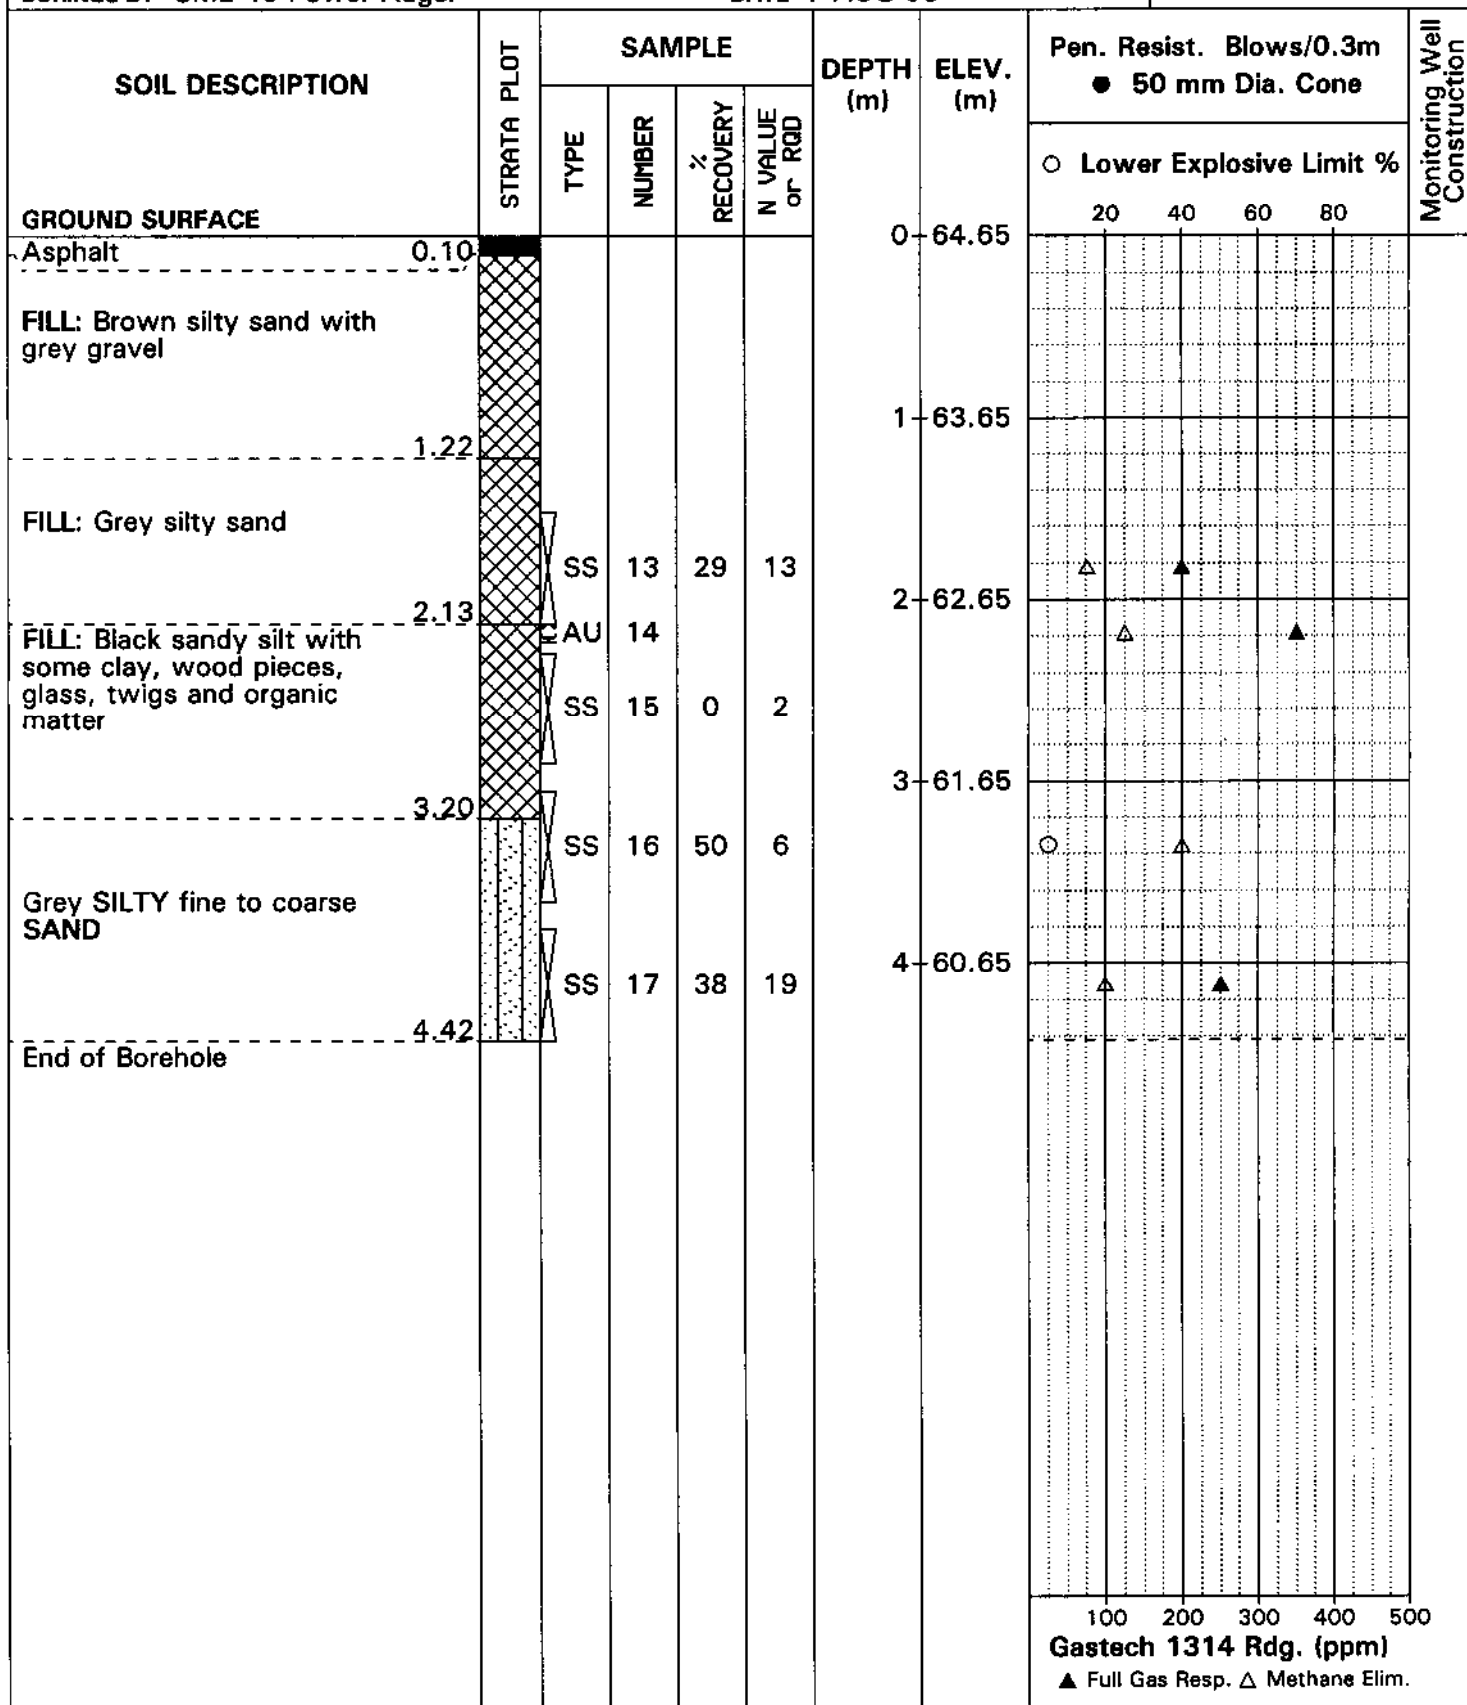 SOIL DESCRIPTION
STRATA PLOT
SAMPLE
TYPE
NUMBER
%
RECOVERY
N VALUE
or RQD
DEPTH
(m)
ELEV.
(m)
Pen. Resist. Blows/0.3m
● 50 mm Dia. Cone
○ Lower Explosive Limit %
20 40 60 80
Monitoring Well
Construction
GROUND SURFACE
0 64.65
Asphalt 0.10
FILL: Brown silty sand with
grey gravel
1 63.65
1.22
FILL: Grey silty sand
SS 13 29 13
2 62.65
2.13
FILL: Black sandy silt with
some clay, wood pieces,
glass, twigs and organic
matter
AU 14
SS 15 0 2
3 61.65
3.20
SS 16 50 6
Grey SILTY fine to coarse
SAND
4 60.65
SS 17 38 19
4.42
End of Borehole
100 200 300 400 500
Gastech 1314 Rdg. (ppm)
▲ Full Gas Resp. △ Methane Elim.